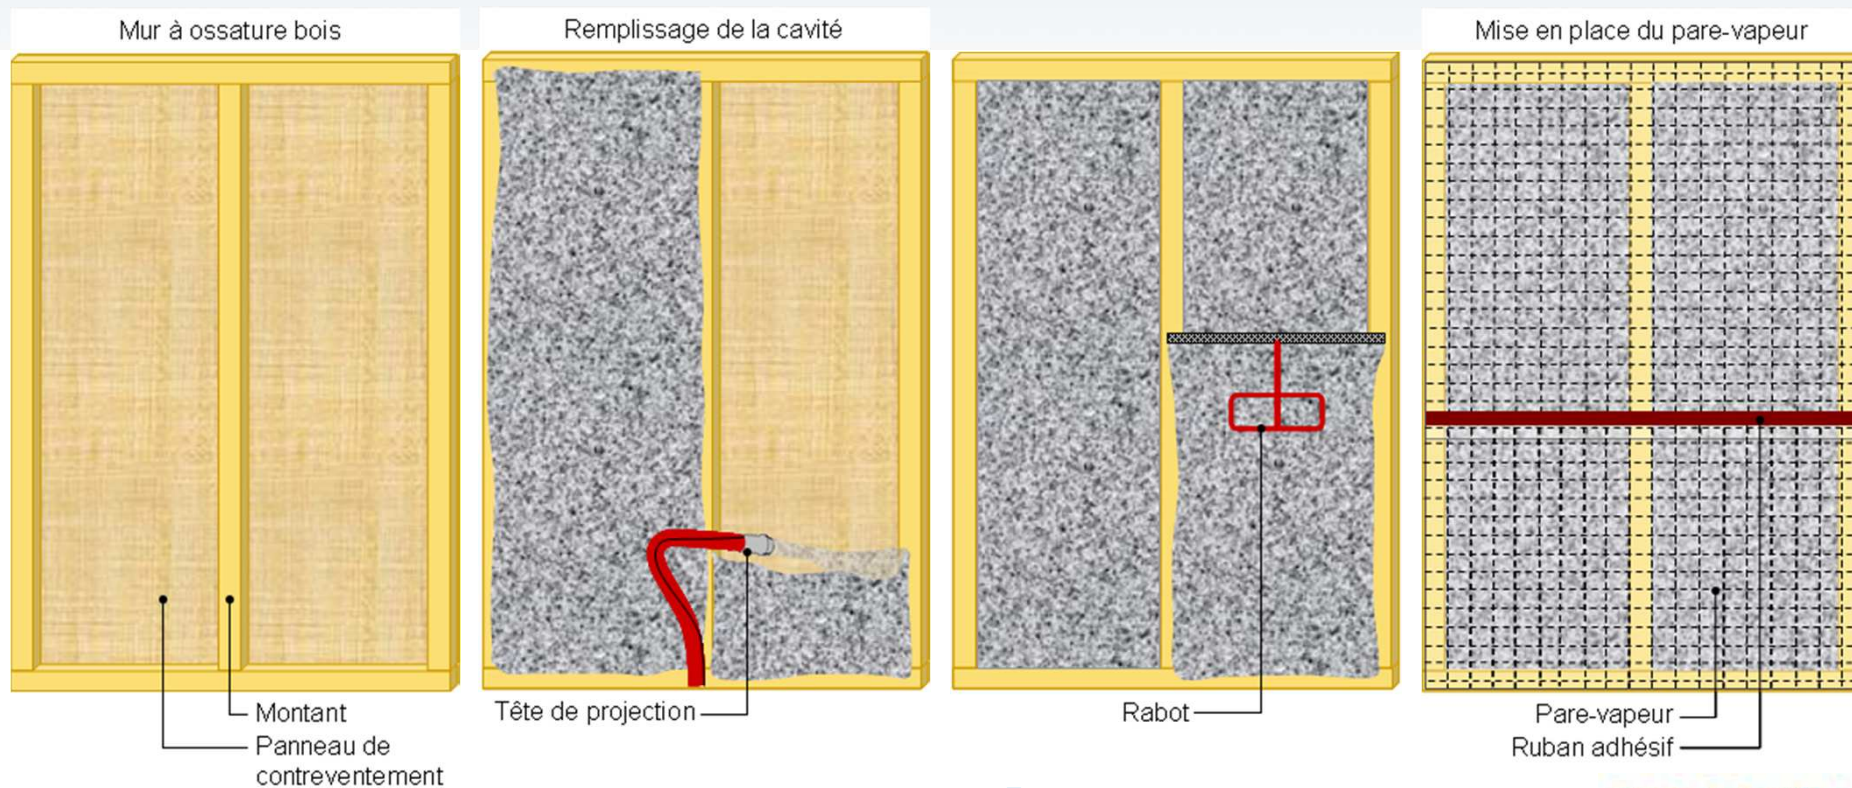 Mur à ossature bois
Remplissage de la cavité
Mise en place du pare-vapeur
Montant
Panneau de
contreventement
Tête de projection
Rabot
Pare-vapeur
Ruban adhésif